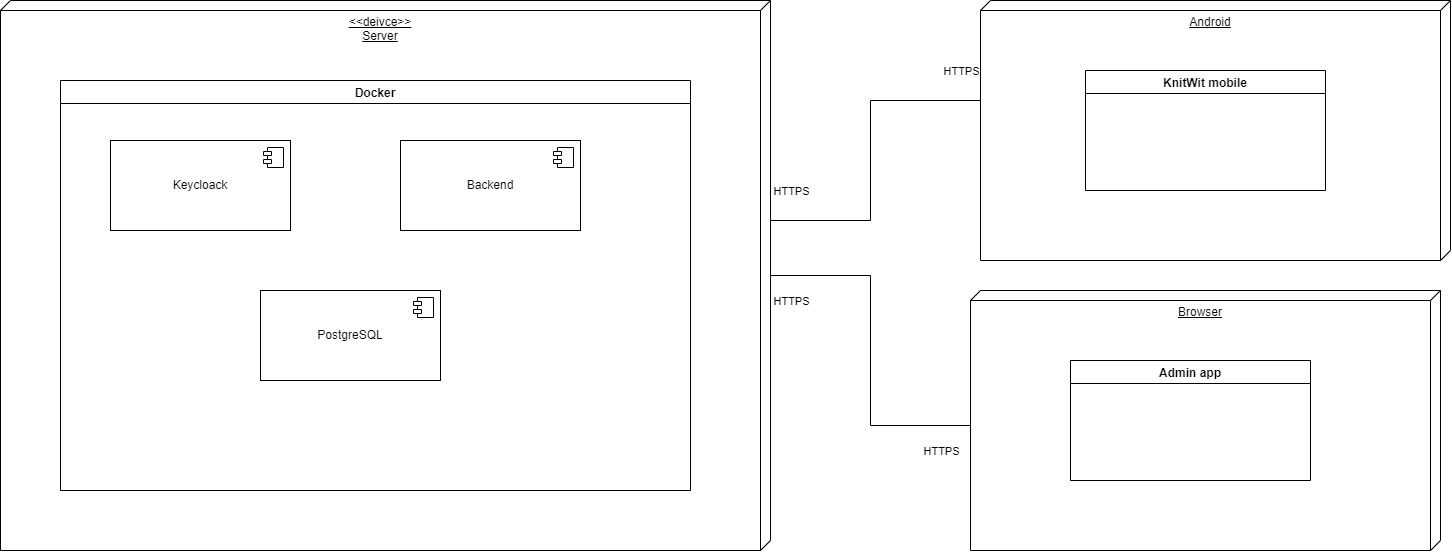 <<deivce>>
Server
Docker
Keycloack
Backend
PostgreSQL
HTTPS
HTTPS
HTTPS
HTTPS
Android
KnitWit mobile
Browser
Admin app